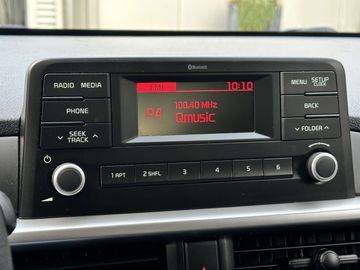 Bluetooth
RADIO MEDIA
FM1 10:10
MENU SETUP
CLOCK
PHONE
P4 100.40 MHz
Qmusic
BACK
SEEK
TRACK
FOLDER
1 RPT 2 SHFL 3 4 5 6